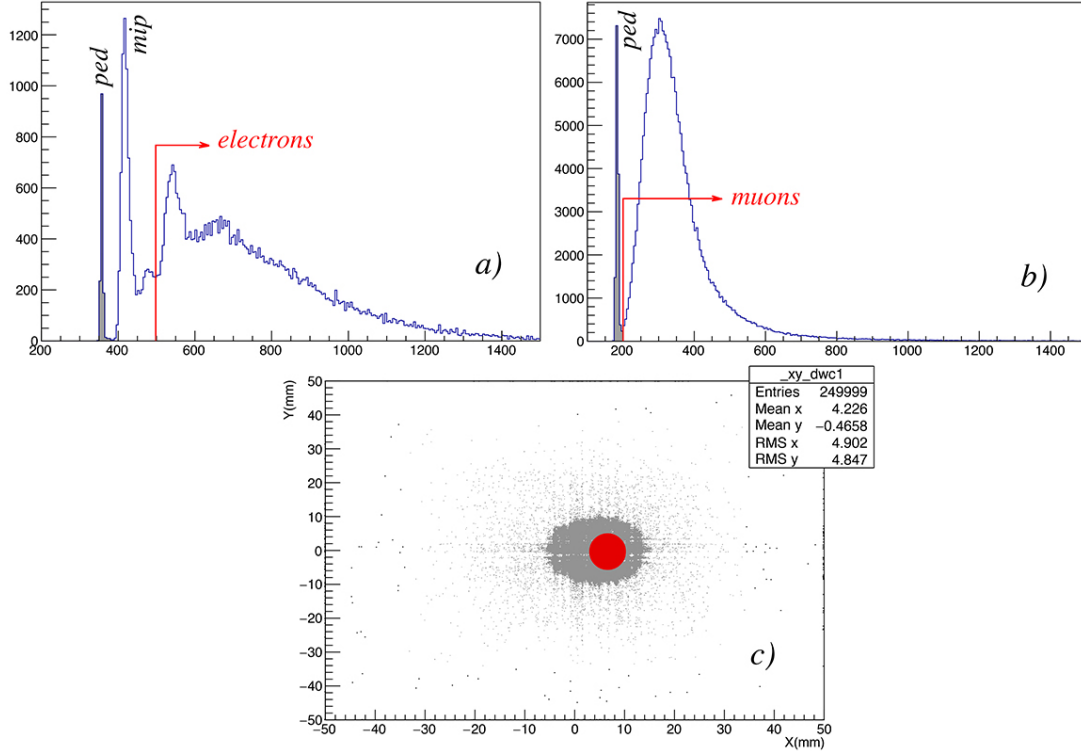 1200
1000
800
600
400
200
0
ped
mip
electrons
a)
200 400 600 800 1000 1200 1400
7000
6000
5000
4000
3000
2000
1000
0
ped
muons
b)
200 400 600 800 1000 1200 1400
_xy_dwc1
Entries 249999
Mean x 4.226
Mean y −0.4658
RMS x 4.902
RMS y 4.847
Y(mm)
50
40
30
20
10
0
−10
−20
−30
−40
−50
c)
−50 −40 −30 −20 −10 0 10 20 30 40 50
X(mm)